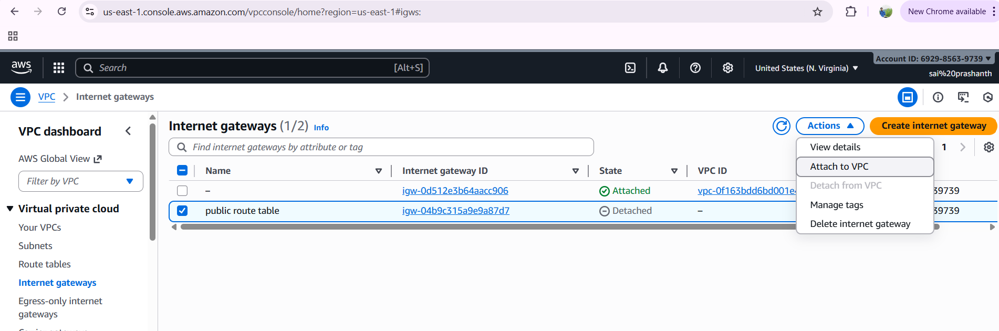 us-east-1.console.aws.amazon.com/vpcconsole/home?region=us-east-1#igws:
New Chrome available
aws
Search
[Alt+S]
United States (N. Virginia)
Account ID: 6929-8563-9739
sai%20prashanth
VPC
Internet gateways
VPC dashboard
AWS Global View
Filter by VPC
Virtual private cloud
Your VPCs
Subnets
Route tables
Internet gateways
Egress-only internet
gateways
Internet gateways (1/2) Info
Actions
Create internet gateway
Find internet gateways by attribute or tag
1
View details
Attach to VPC
Detach from VPC
Manage tags
Delete internet gateway
Name Internet gateway ID State VPC ID
– igw-0d512e3b64aacc906 Attached vpc-0f163bdd6bd001e 39739
public route table igw-04b9c315a9e9a87d7 Detached – 39739